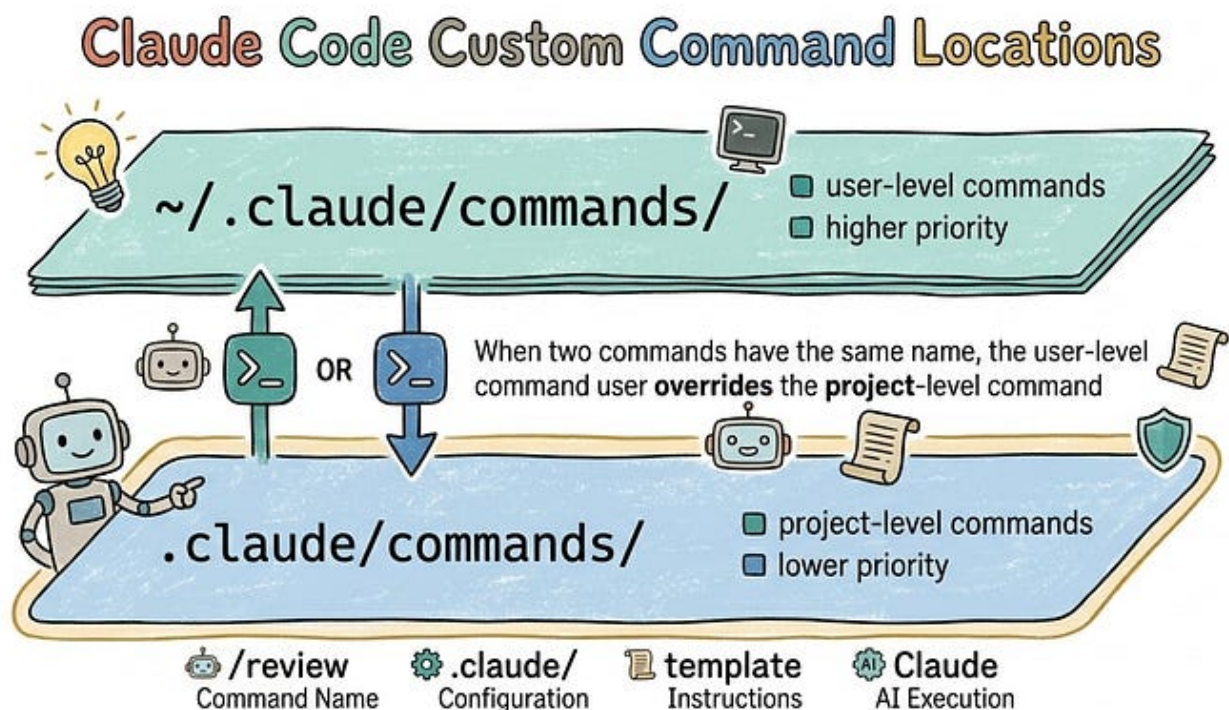 Claude Code Custom Command Locations
>_
~/.claude/commands/
user-level commands
higher priority
>_
OR
>_
When two commands have the same name, the user-level
command user overrides the project-level command
.claude/commands/
project-level commands
lower priority
/review
Command Name
.claude/
Configuration
template
Instructions
AI
Claude
AI Execution